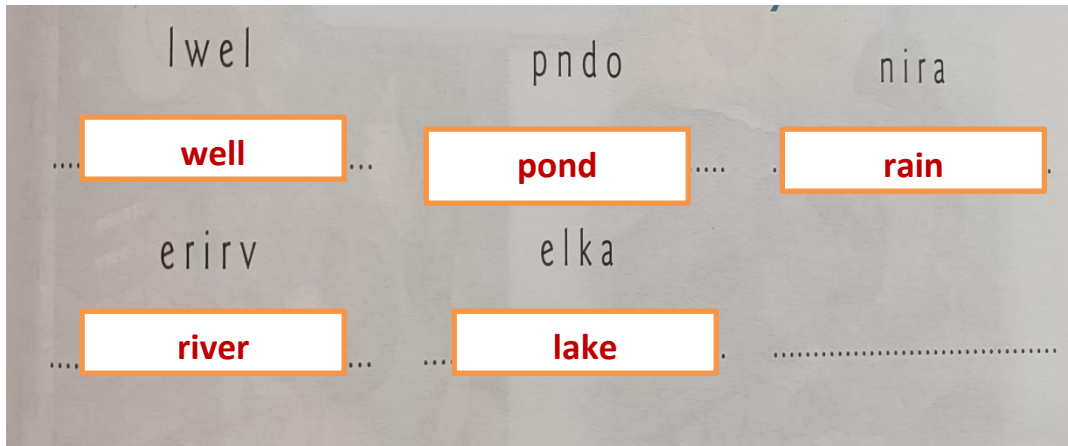 lwel pndo nira
well pond rain
erirv elka
river lake